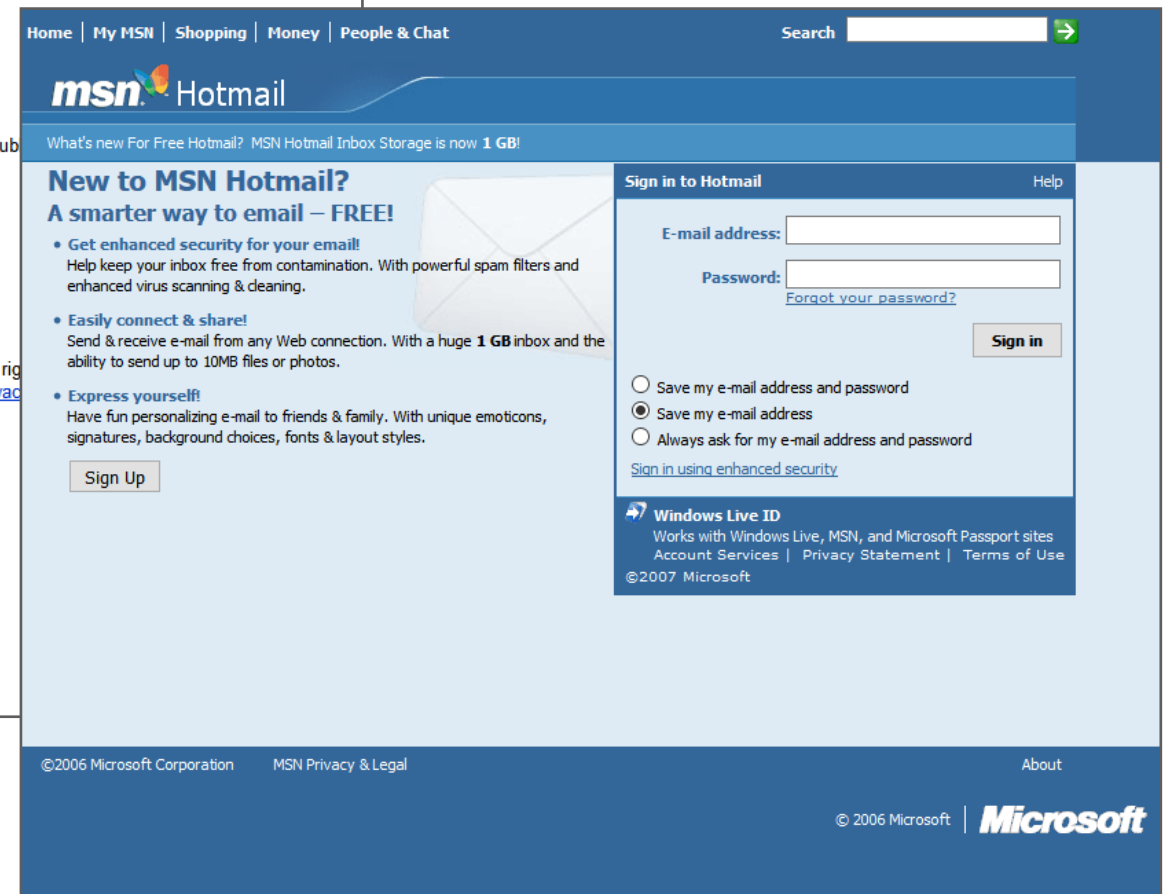 Home | My MSN | Shopping | Money | People & Chat
Search
msn Hotmail
What's new For Free Hotmail? MSN Hotmail Inbox Storage is now 1 GB!
ub
New to MSN Hotmail?
A smarter way to email – FREE!
• Get enhanced security for your email!
Help keep your inbox free from contamination. With powerful spam filters and
enhanced virus scanning & cleaning.
• Easily connect & share!
Send & receive e-mail from any Web connection. With a huge 1 GB inbox and the
ability to send up to 10MB files or photos.
rig
vac
• Express yourself!
Have fun personalizing e-mail to friends & family. With unique emoticons,
signatures, background choices, fonts & layout styles.
Sign Up
Sign in to Hotmail
Help
E-mail address:
Password:
Forgot your password?
Sign in
Save my e-mail address and password
Save my e-mail address
Always ask for my e-mail address and password
Sign in using enhanced security
Windows Live ID
Works with Windows Live, MSN, and Microsoft Passport sites
Account Services | Privacy Statement | Terms of Use
©2007 Microsoft
©2006 Microsoft Corporation MSN Privacy & Legal
About
© 2006 Microsoft | Microsoft